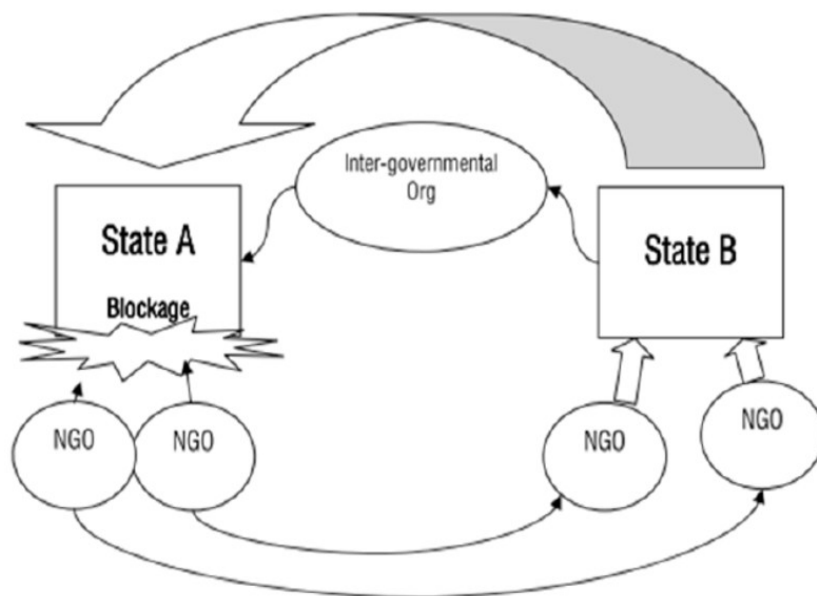 Inter-governmental
Org
State A
State B
Blockage
NGO
NGO
NGO
NGO